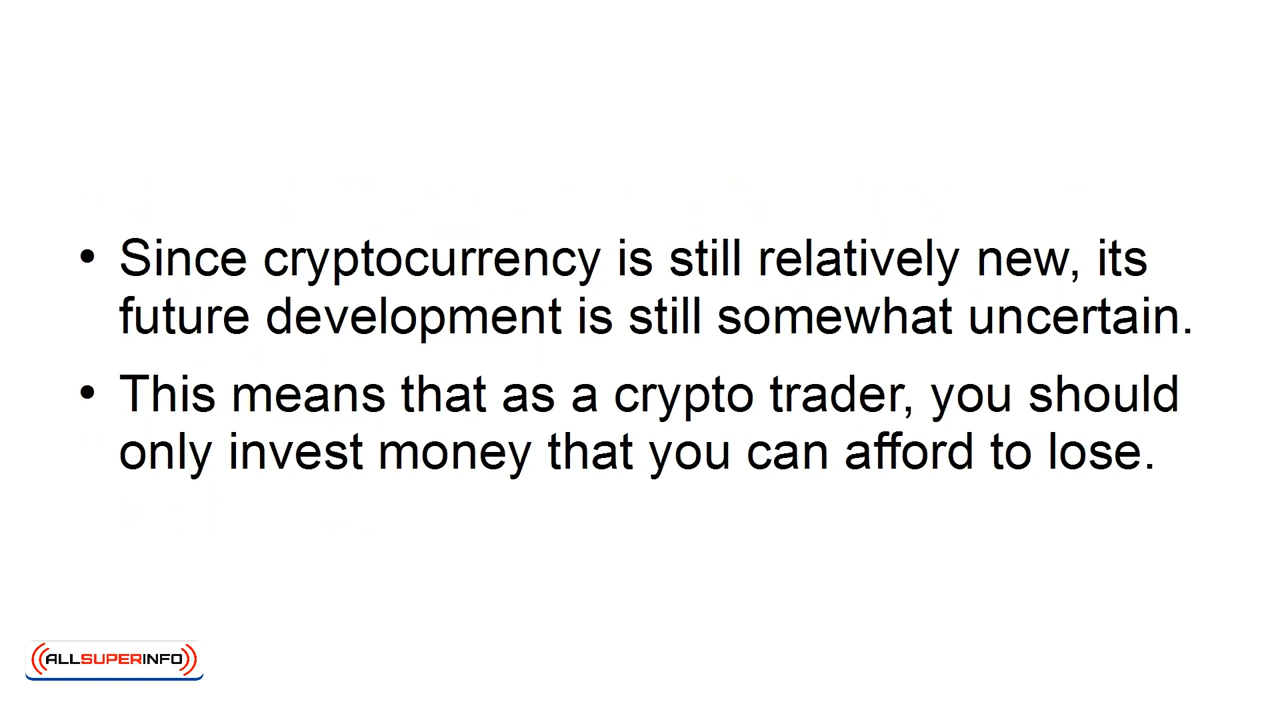 • Since cryptocurrency is still relatively new, its
future development is still somewhat uncertain.
• This means that as a crypto trader, you should
only invest money that you can afford to lose.
ALLSUPERINFO